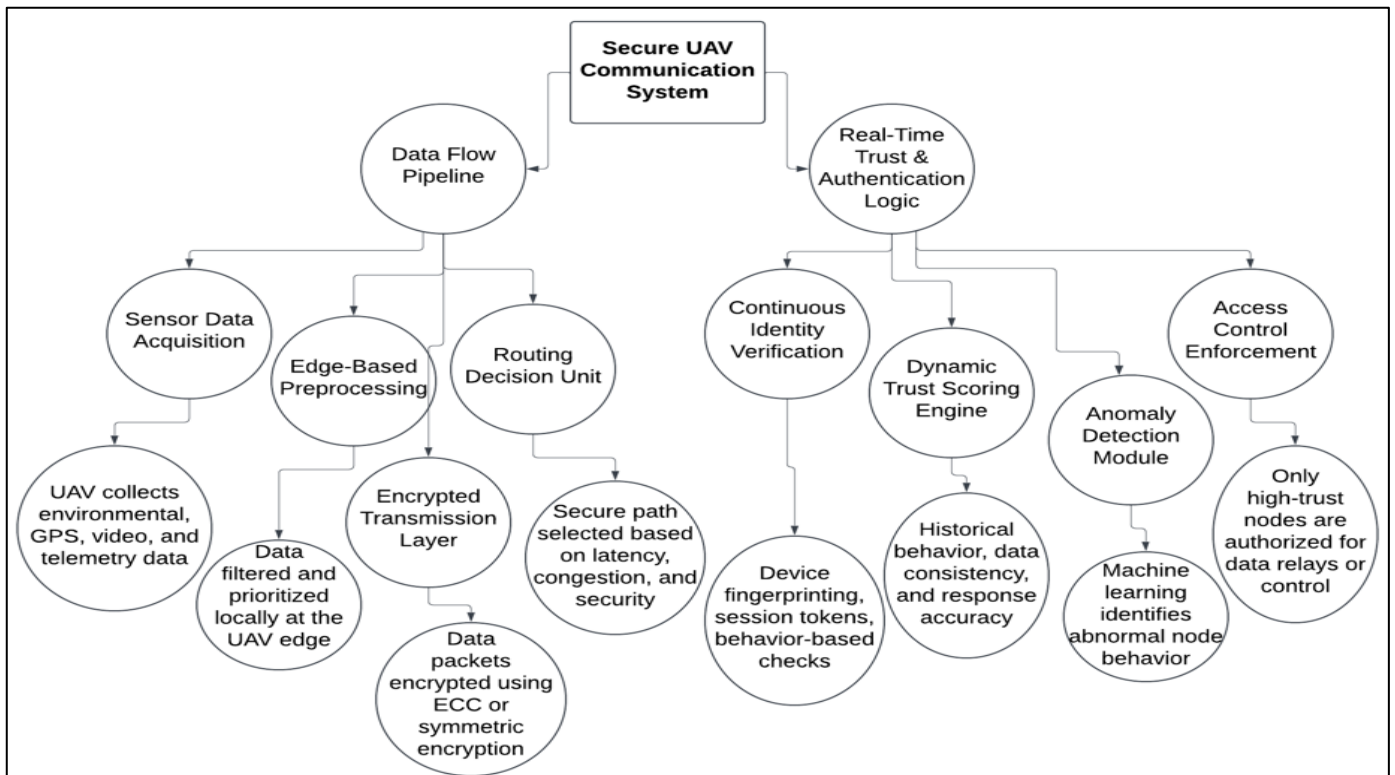 Secure UAV
Communication
System
Data Flow
Pipeline
Real-Time
Trust &
Authentication
Logic
Sensor Data
Acquisition
Edge-Based
Preprocessing
Routing
Decision Unit
Continuous
Identity
Verification
Dynamic
Trust Scoring
Engine
Anomaly
Detection
Module
Access
Control
Enforcement
UAV collects
environmental,
GPS, video, and
telemetry data
Data
filtered and
prioritized
locally at the
UAV edge
Encrypted
Transmission
Layer
Data
packets
encrypted using
ECC or
symmetric
encryption
Secure path
selected based
on latency,
congestion, and
security
Device
fingerprinting,
session tokens,
behavior-based
checks
Historical
behavior, data
consistency,
and response
accuracy
Machine
learning
identifies
abnormal node
behavior
Only
high-trust
nodes are
authorized for
data relays or
control